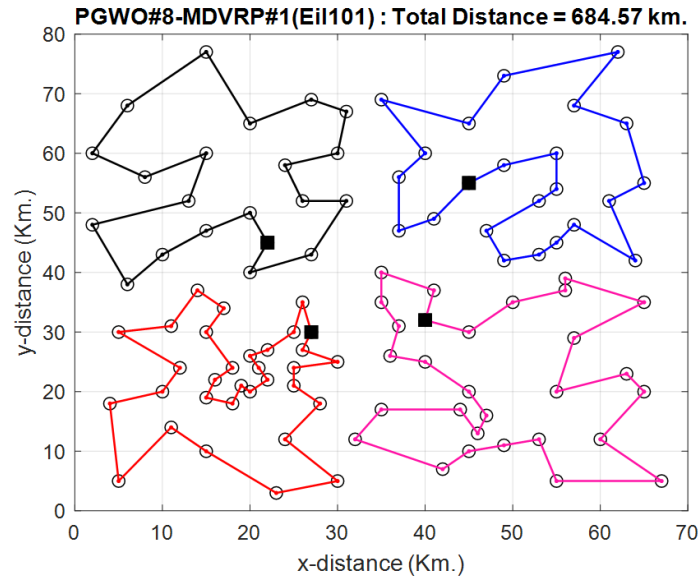 PGWO#8-MDVRP#1(Eil101) : Total Distance = 684.57 km.
80
70
60
50
40
30
20
10
0
y-distance (Km.)
0 10 20 30 40 50 60 70
x-distance (Km.)